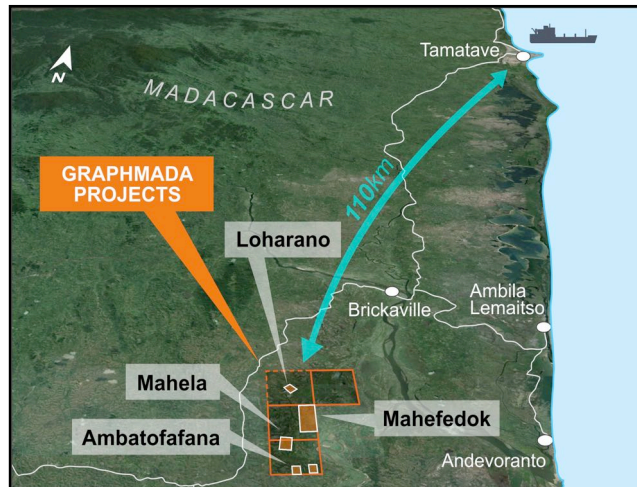 Tamatave
N
MADACASCAR
GRAPHMADA
PROJECTS
110km
Loharano
Brickaville
Ambila
Lemaitso
Mahela
Mahefedok
Ambatofafana
Andevoranto